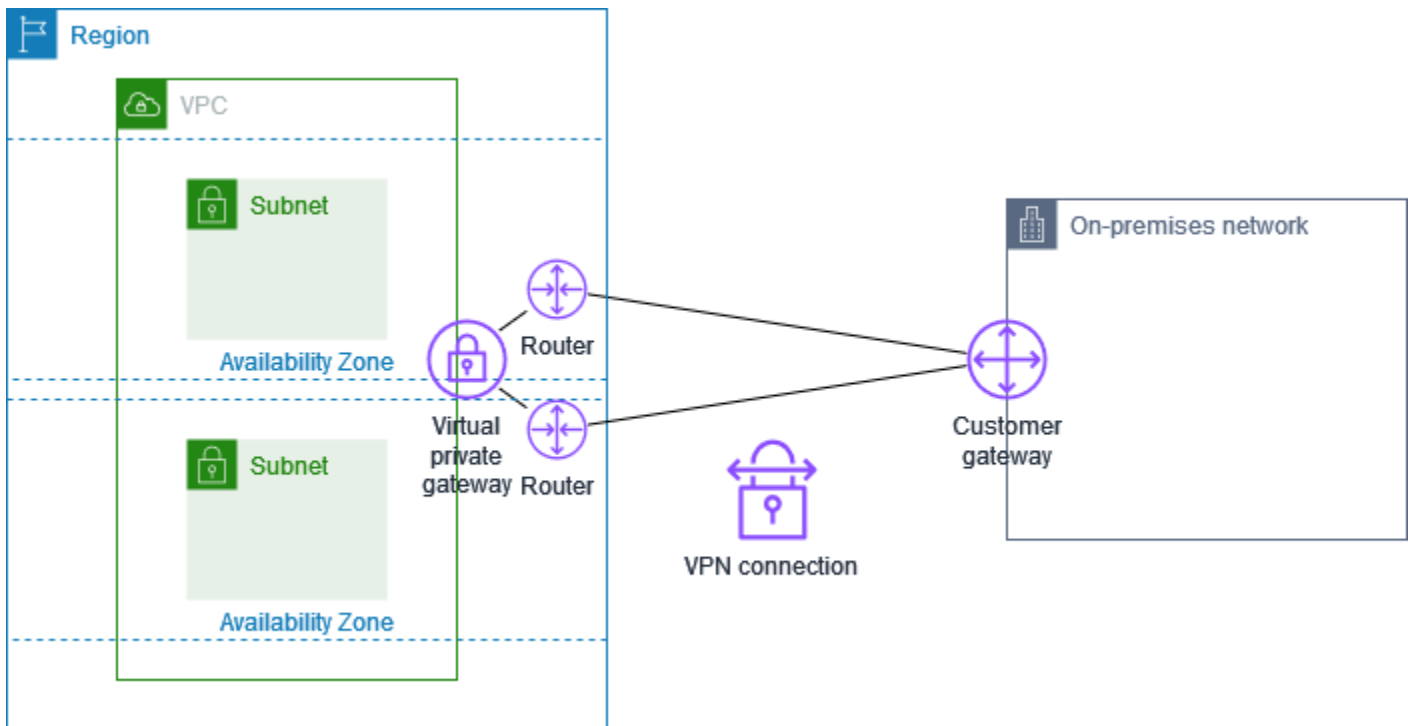 Region
VPC
Subnet
On-premises network
Router
Availability Zone
Virtual
private
gateway
Customer
gateway
Subnet
Router
VPN connection
Availability Zone